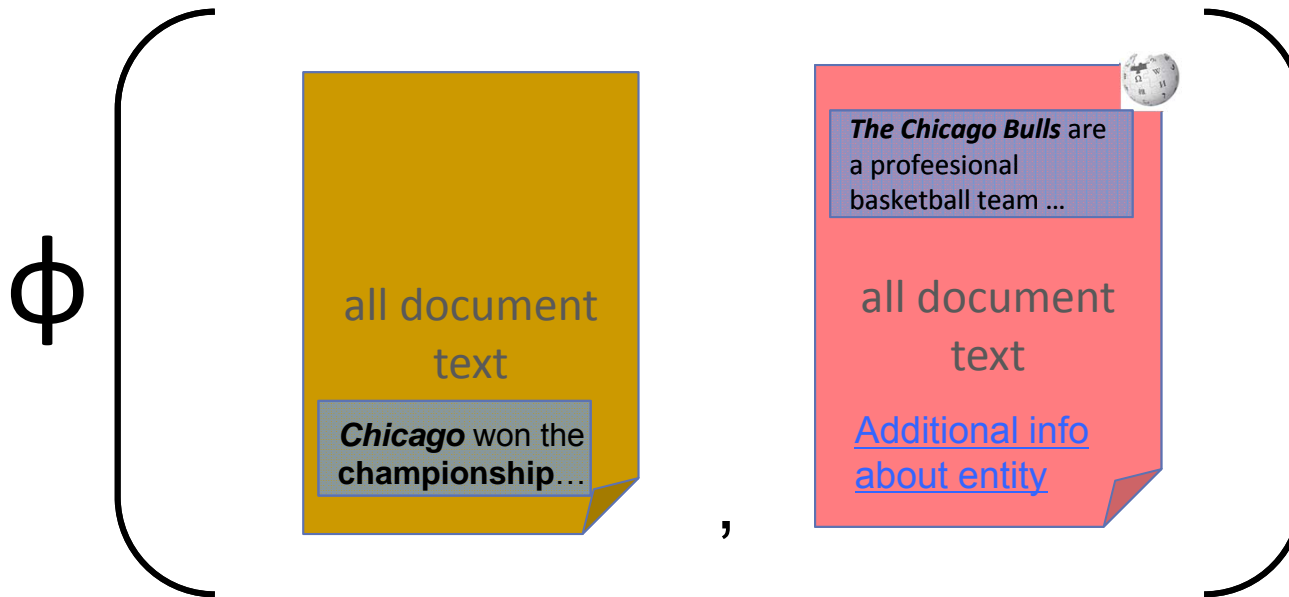 ϕ
all document
text
Chicago won the
championship…
,
The Chicago Bulls are
a profeesional
basketball team …
all document
text
Additional info
about entity